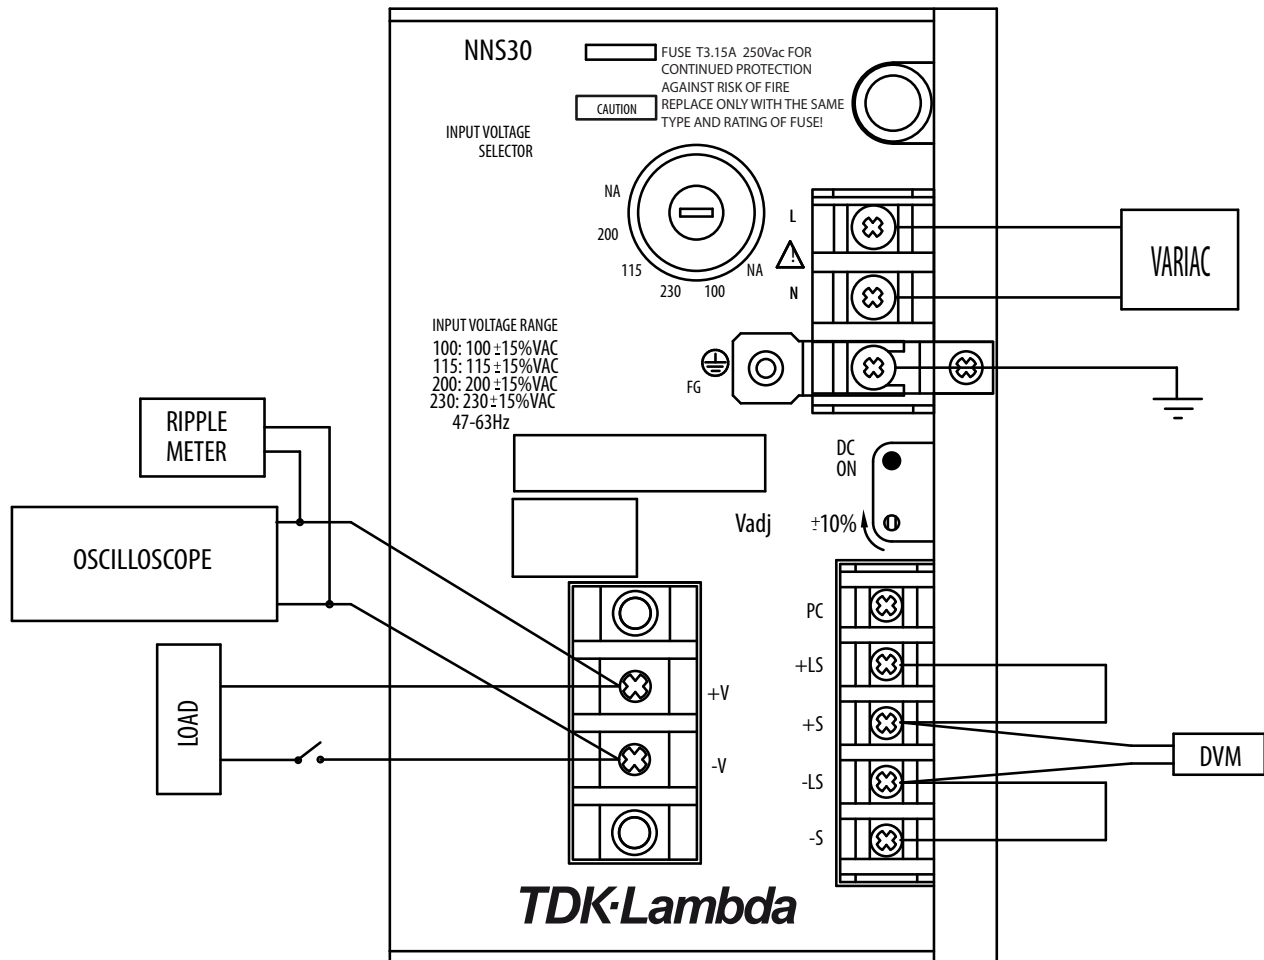 NNS30
FUSE T3.15A 250Vac FOR
CONTINUED PROTECTION
AGAINST RISK OF FIRE
REPLACE ONLY WITH THE SAME
TYPE AND RATING OF FUSE!
CAUTION
INPUT VOLTAGE
SELECTOR
NA
200
115
230
100
NA
L
N
VARIAC
INPUT VOLTAGE RANGE
100: 100 ±15%VAC
115: 115 ±15%VAC
200: 200 ±15%VAC
230: 230 ±15%VAC
47-63Hz
FG
RIPPLE
METER
DC
ON
OSCILLOSCOPE
Vadj
±10%
PC
+LS
+S
-LS
-S
LOAD
+V
-V
DVM
TDK·Lambda